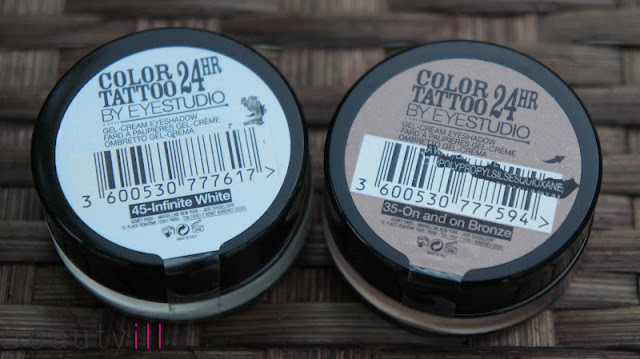 COLOR
TATTOO 24HR
BY EYESTUDIO
GEL-CREAM EYESHADOW
FARD À PAUPIÈRES GEL-CRÈME
OMBRETTO GEL-CREMA
3 600530 777617 >
45-Infinite White
COLOR
TATTOO 24HR
BY EYESTUDIO
GEL-CREAM EYESHADOW
FARD À PAUPIÈRES GEL-CRÈME
OMBRETTO GEL-CREMA
3 600530 777594 >
35-On and on Bronze
beautyill